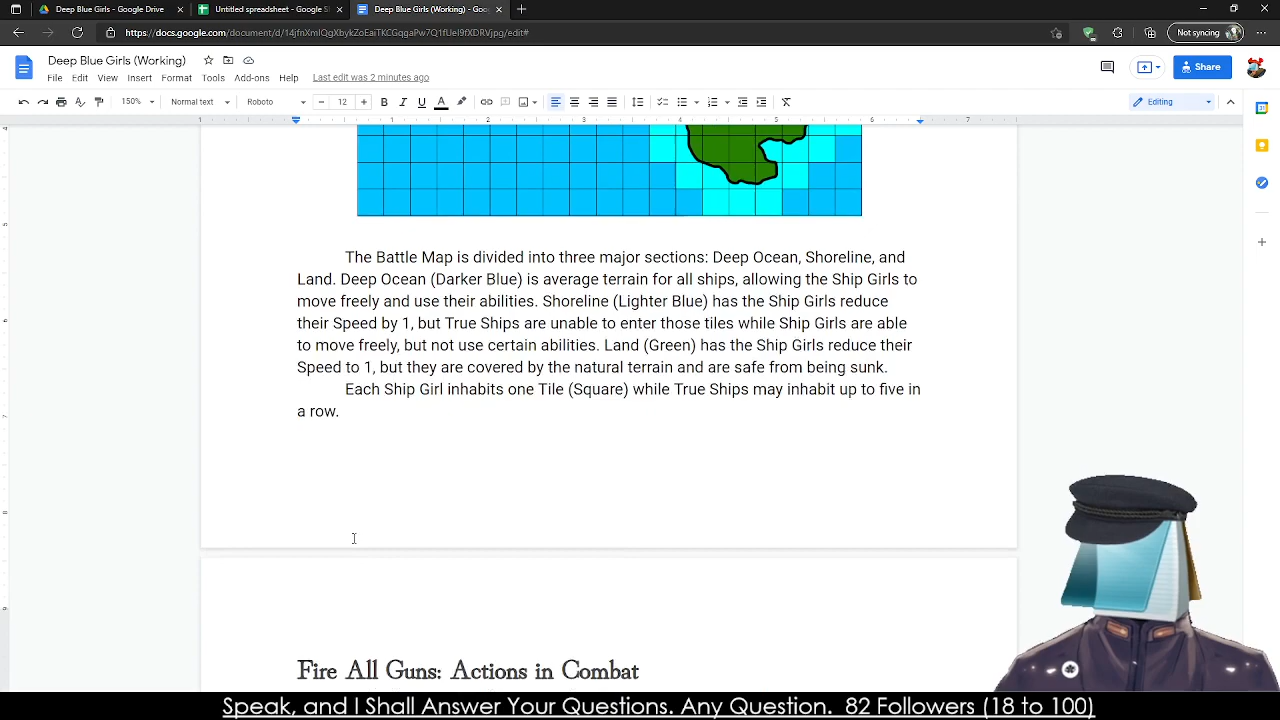 Deep Blue Girls - Google Drive
Untitled spreadsheet - Google S
Deep Blue Girls (Working) - Goo
Not syncing
Deep Blue Girls (Working)
File Edit View Insert Format Tools Add-ons Help Last edit was 2 minutes ago
Share
150% Normal text Roboto 12 Editing
1 1 2 3 4 5 6 7
The Battle Map is divided into three major sections: Deep Ocean, Shoreline, and
Land. Deep Ocean (Darker Blue) is average terrain for all ships, allowing the Ship Girls to
move freely and use their abilities. Shoreline (Lighter Blue) has the Ship Girls reduce
their Speed by 1, but True Ships are unable to enter those tiles while Ship Girls are able
to move freely, but not use certain abilities. Land (Green) has the Ship Girls reduce their
Speed to 1, but they are covered by the natural terrain and are safe from being sunk.
Each Ship Girl inhabits one Tile (Square) while True Ships may inhabit up to five in
a row.
Fire All Guns: Actions in Combat
Speak, and I Shall Answer Your Questions. Any Question. 82 Followers (18 to 100)